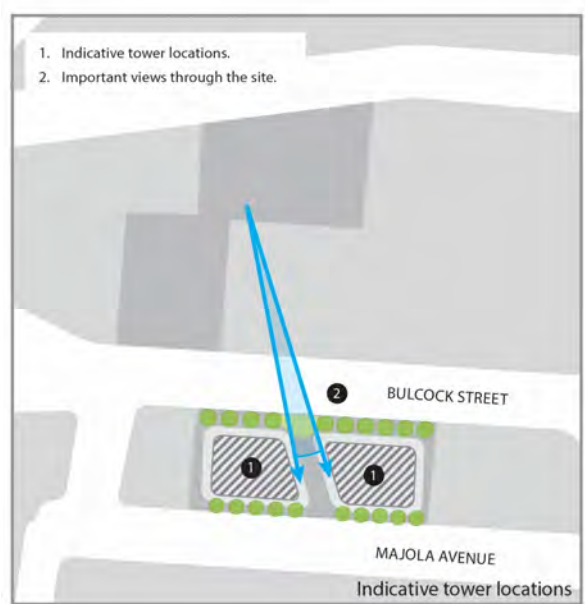 1. Indicative tower locations.
2. Important views through the site.
2
BULCOCK STREET
1
1
MAJOLA AVENUE
Indicative tower locations